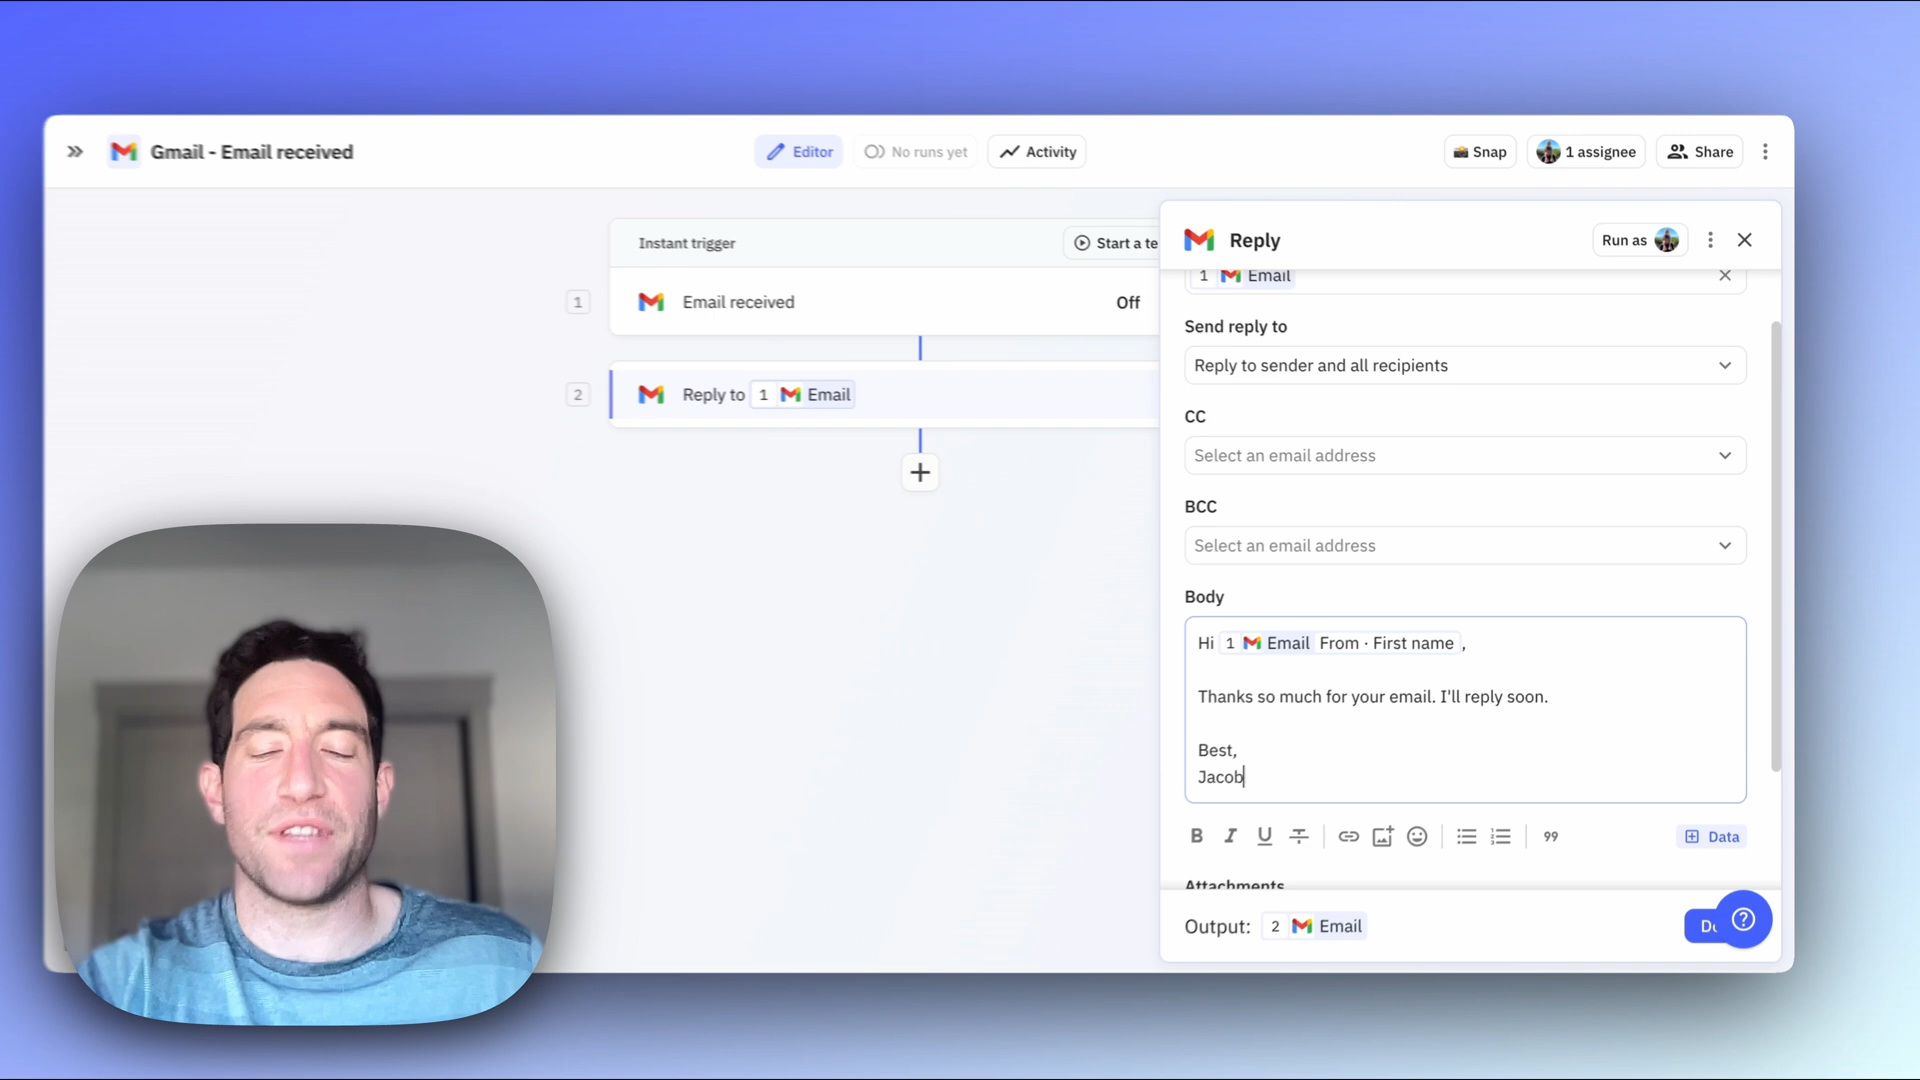 Gmail - Email received
Editor
No runs yet
Activity
📸 Snap
1 assignee
Share
Instant trigger
Start a te
1
Email received
Off
2
Reply to 1 Email
Reply
Run as
1 Email
Send reply to
Reply to sender and all recipients
CC
Select an email address
BCC
Select an email address
Body
Hi 1 Email From · First name ,
Thanks so much for your email. I'll reply soon.
Best,
Jacob
Data
Attachments
Output: 2 Email